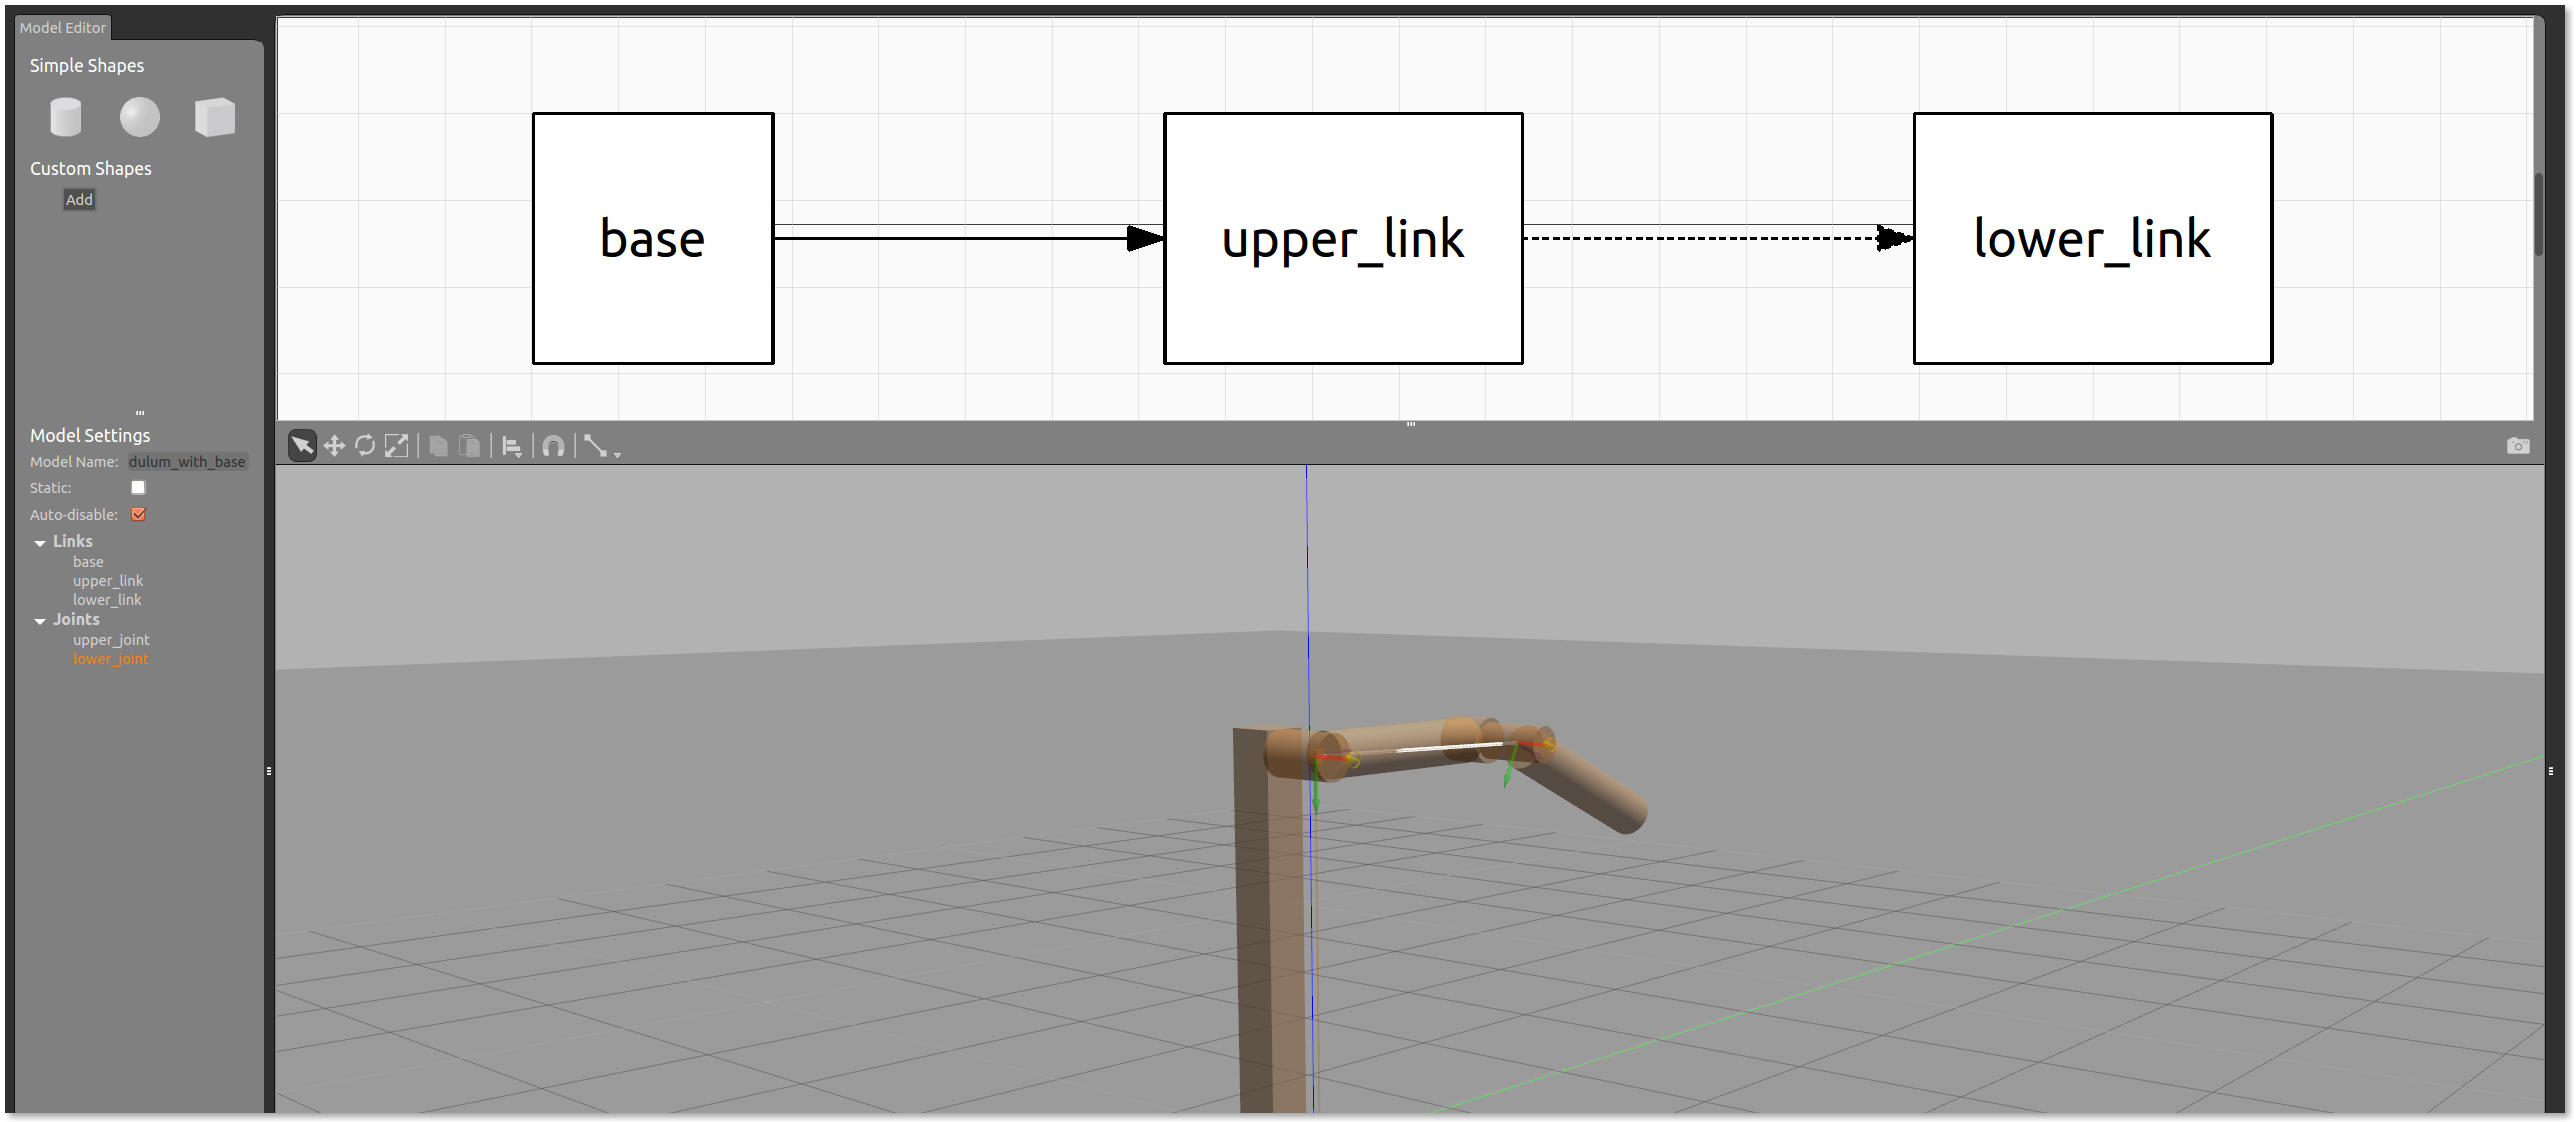 Model Editor
Simple Shapes
Custom Shapes
Add
base
upper_link
lower_link
Model Settings
Model Name: dulum_with_base
Static:
Auto-disable:
Links
base
upper_link
lower_link
Joints
upper_joint
lower_joint